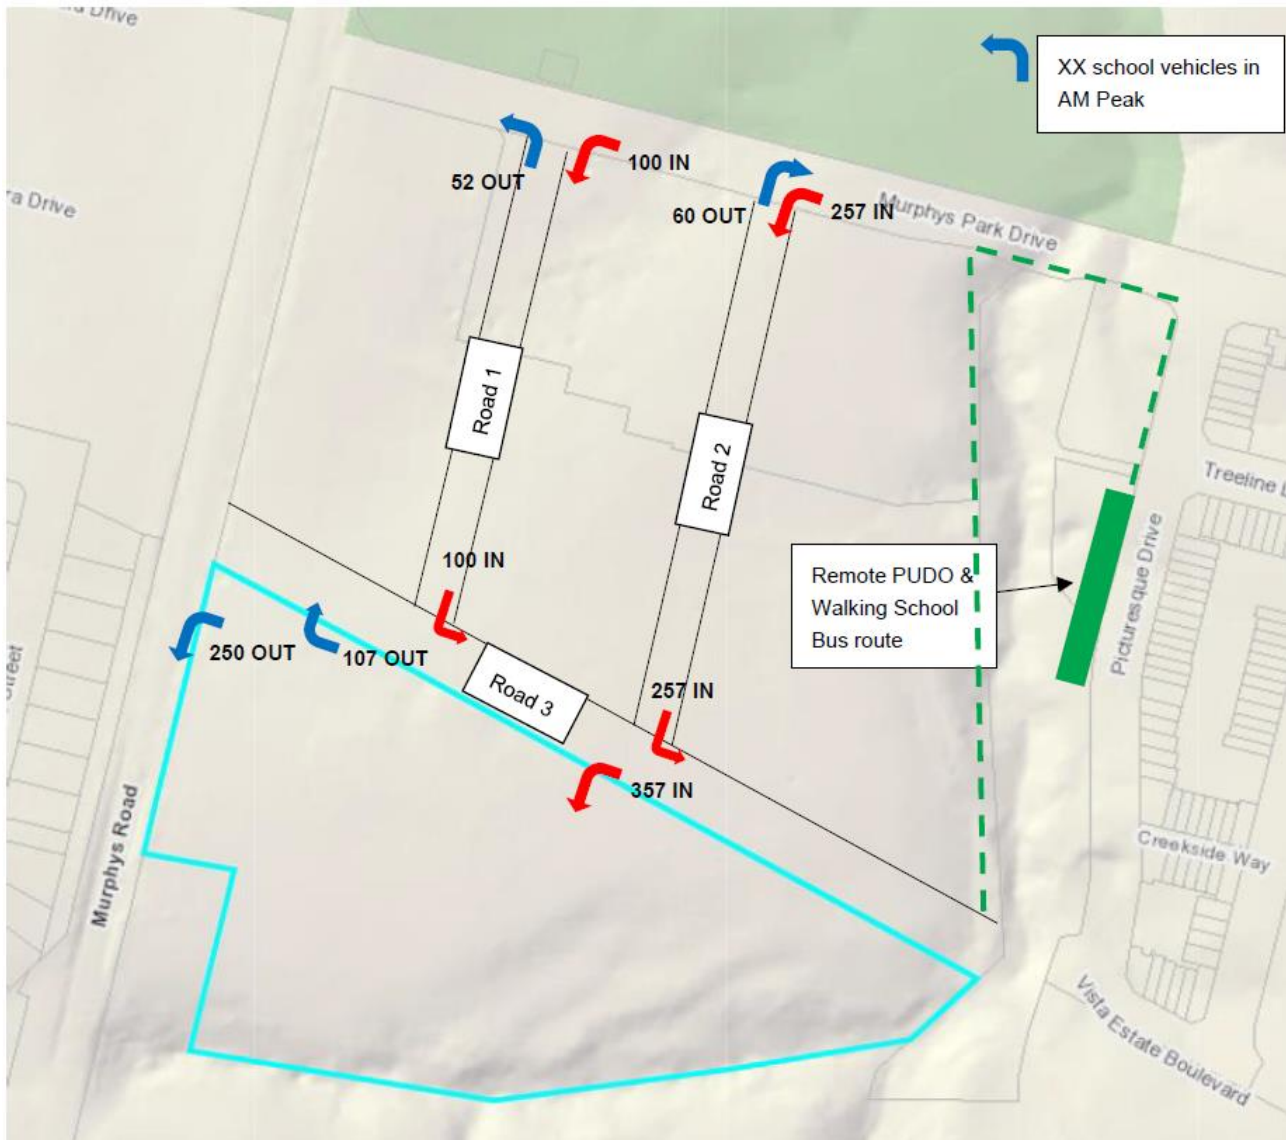 XX school vehicles in
AM Peak
52 OUT
100 IN
60 OUT
257 IN
Murphys Park Drive
ra Drive
Road 1
Road 2
Treeline
Picturesque Drive
100 IN
Remote PUDO &
Walking School
Bus route
250 OUT
107 OUT
Street
Road 3
257 IN
357 IN
Murphys Road
Creekside Way
Vista Estate Boulevard